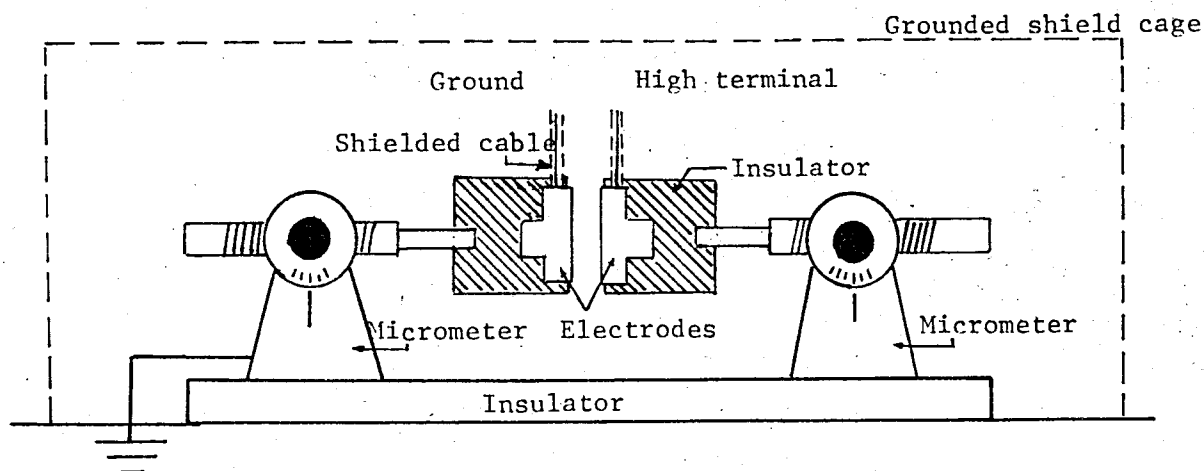 Grounded shield cage
Ground
High terminal
Shielded cable
Insulator
Micrometer
Electrodes
Micrometer
Insulator